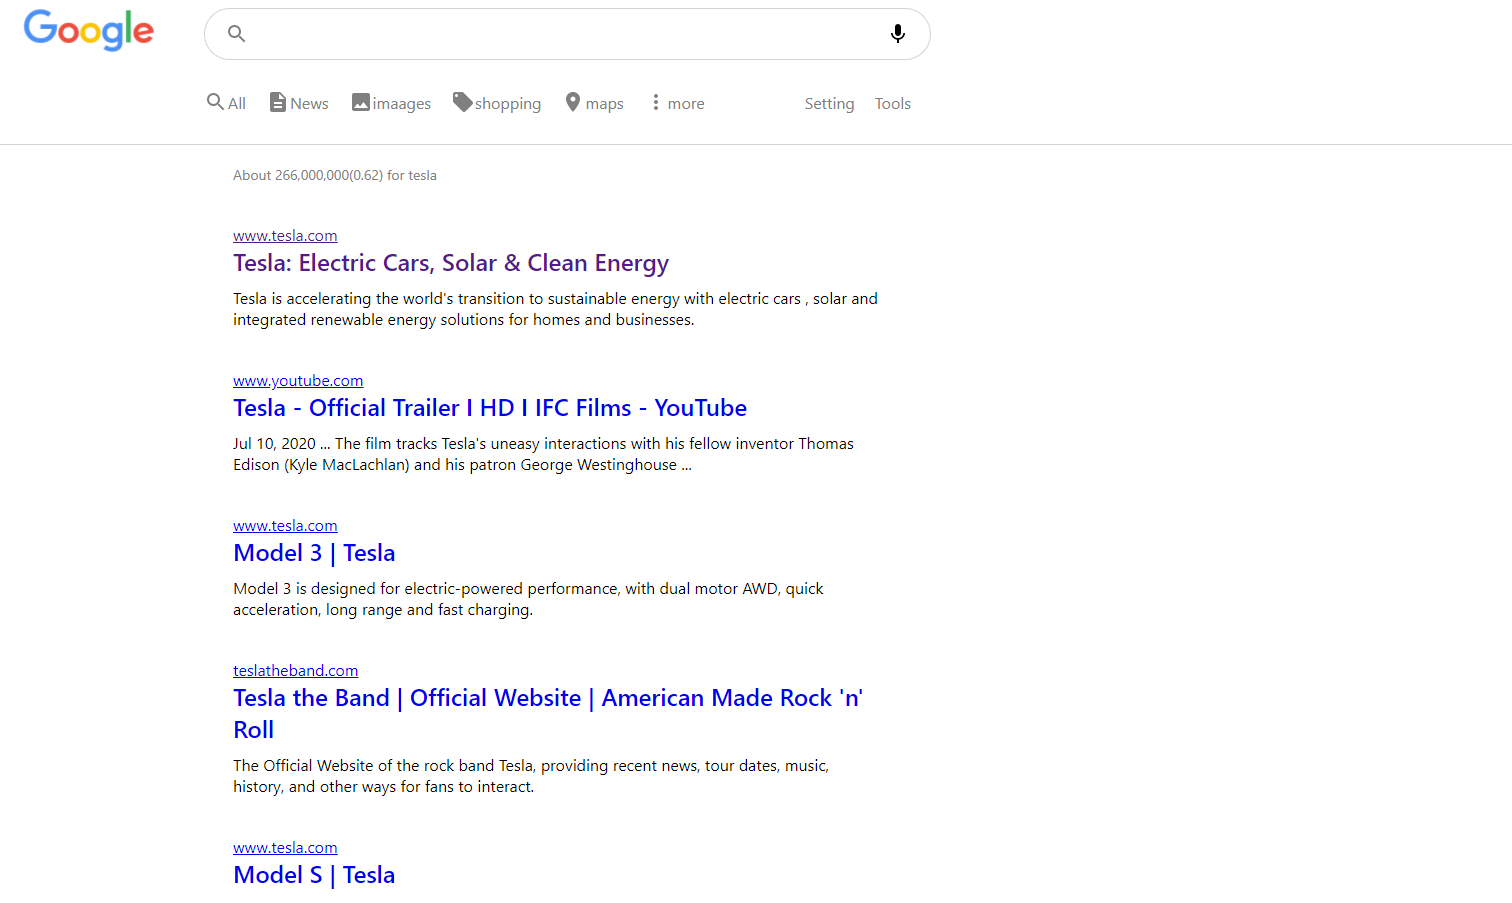 Google
All News imaages shopping maps more Setting Tools
About 266,000,000(0.62) for tesla
www.tesla.com
Tesla: Electric Cars, Solar & Clean Energy
Tesla is accelerating the world's transition to sustainable energy with electric cars , solar and
integrated renewable energy solutions for homes and businesses.
www.youtube.com
Tesla - Official Trailer I HD I IFC Films - YouTube
Jul 10, 2020 ... The film tracks Tesla's uneasy interactions with his fellow inventor Thomas
Edison (Kyle MacLachlan) and his patron George Westinghouse ...
www.tesla.com
Model 3 | Tesla
Model 3 is designed for electric-powered performance, with dual motor AWD, quick
acceleration, long range and fast charging.
teslatheband.com
Tesla the Band | Official Website | American Made Rock 'n'
Roll
The Official Website of the rock band Tesla, providing recent news, tour dates, music,
history, and other ways for fans to interact.
www.tesla.com
Model S | Tesla